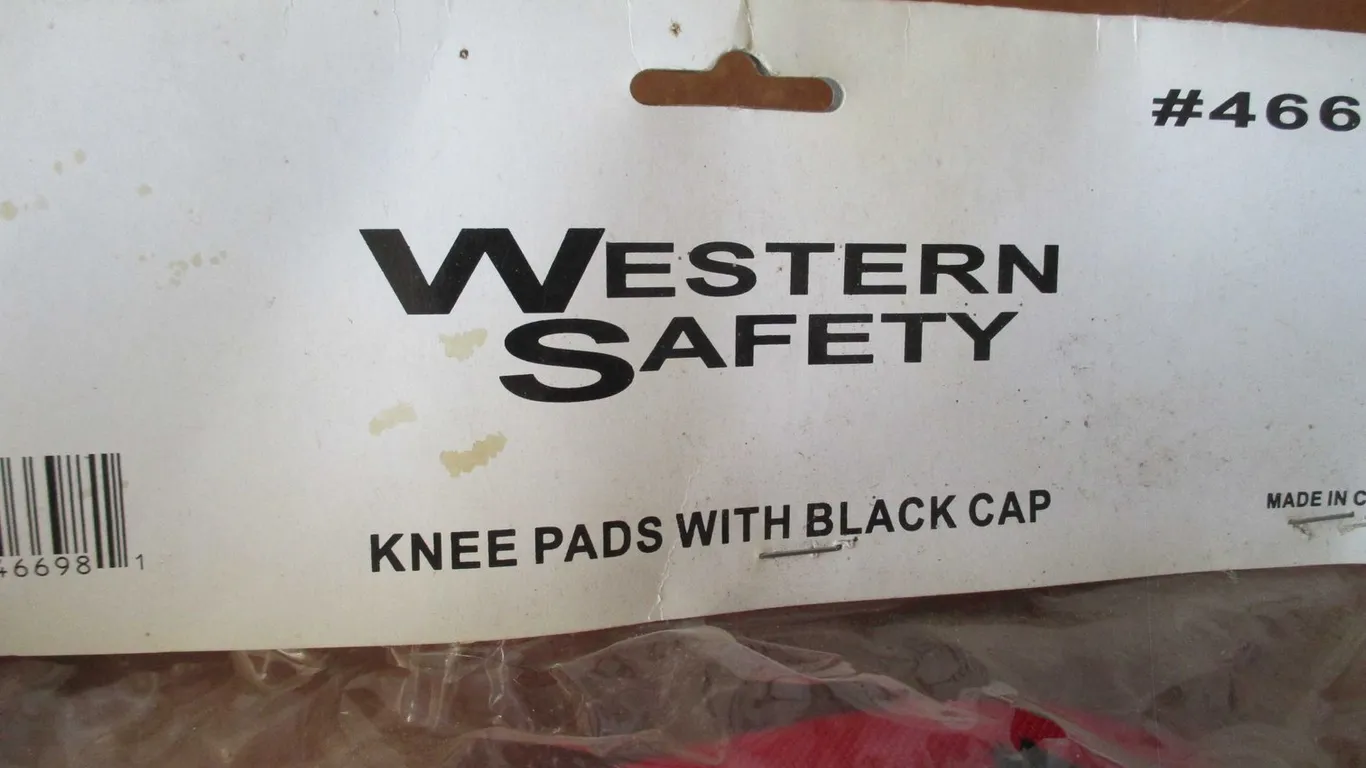 #466
WESTERN
SAFETY
KNEE PADS WITH BLACK CAP
MADE IN
46698 1